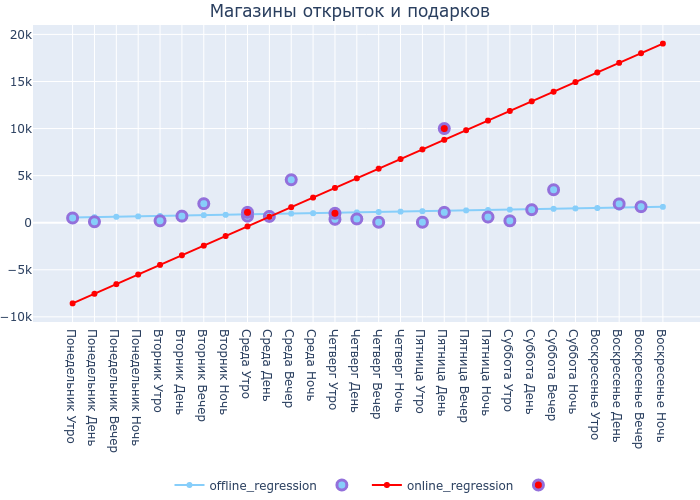 Магазины открыток и подарков
20k
15k
10k
5k
0
−5k
−10k
Понедельник Утро
Понедельник День
Понедельник Вечер
Понедельник Ночь
Вторник Утро
Вторник День
Вторник Вечер
Вторник Ночь
Среда Утро
Среда День
Среда Вечер
Среда Ночь
Четверг Утро
Четверг День
Четверг Вечер
Четверг Ночь
Пятница Утро
Пятница День
Пятница Вечер
Пятница Ночь
Суббота Утро
Суббота День
Суббота Вечер
Суббота Ночь
Воскресенье Утро
Воскресенье День
Воскресенье Вечер
Воскресенье Ночь
offline_regression
online_regression